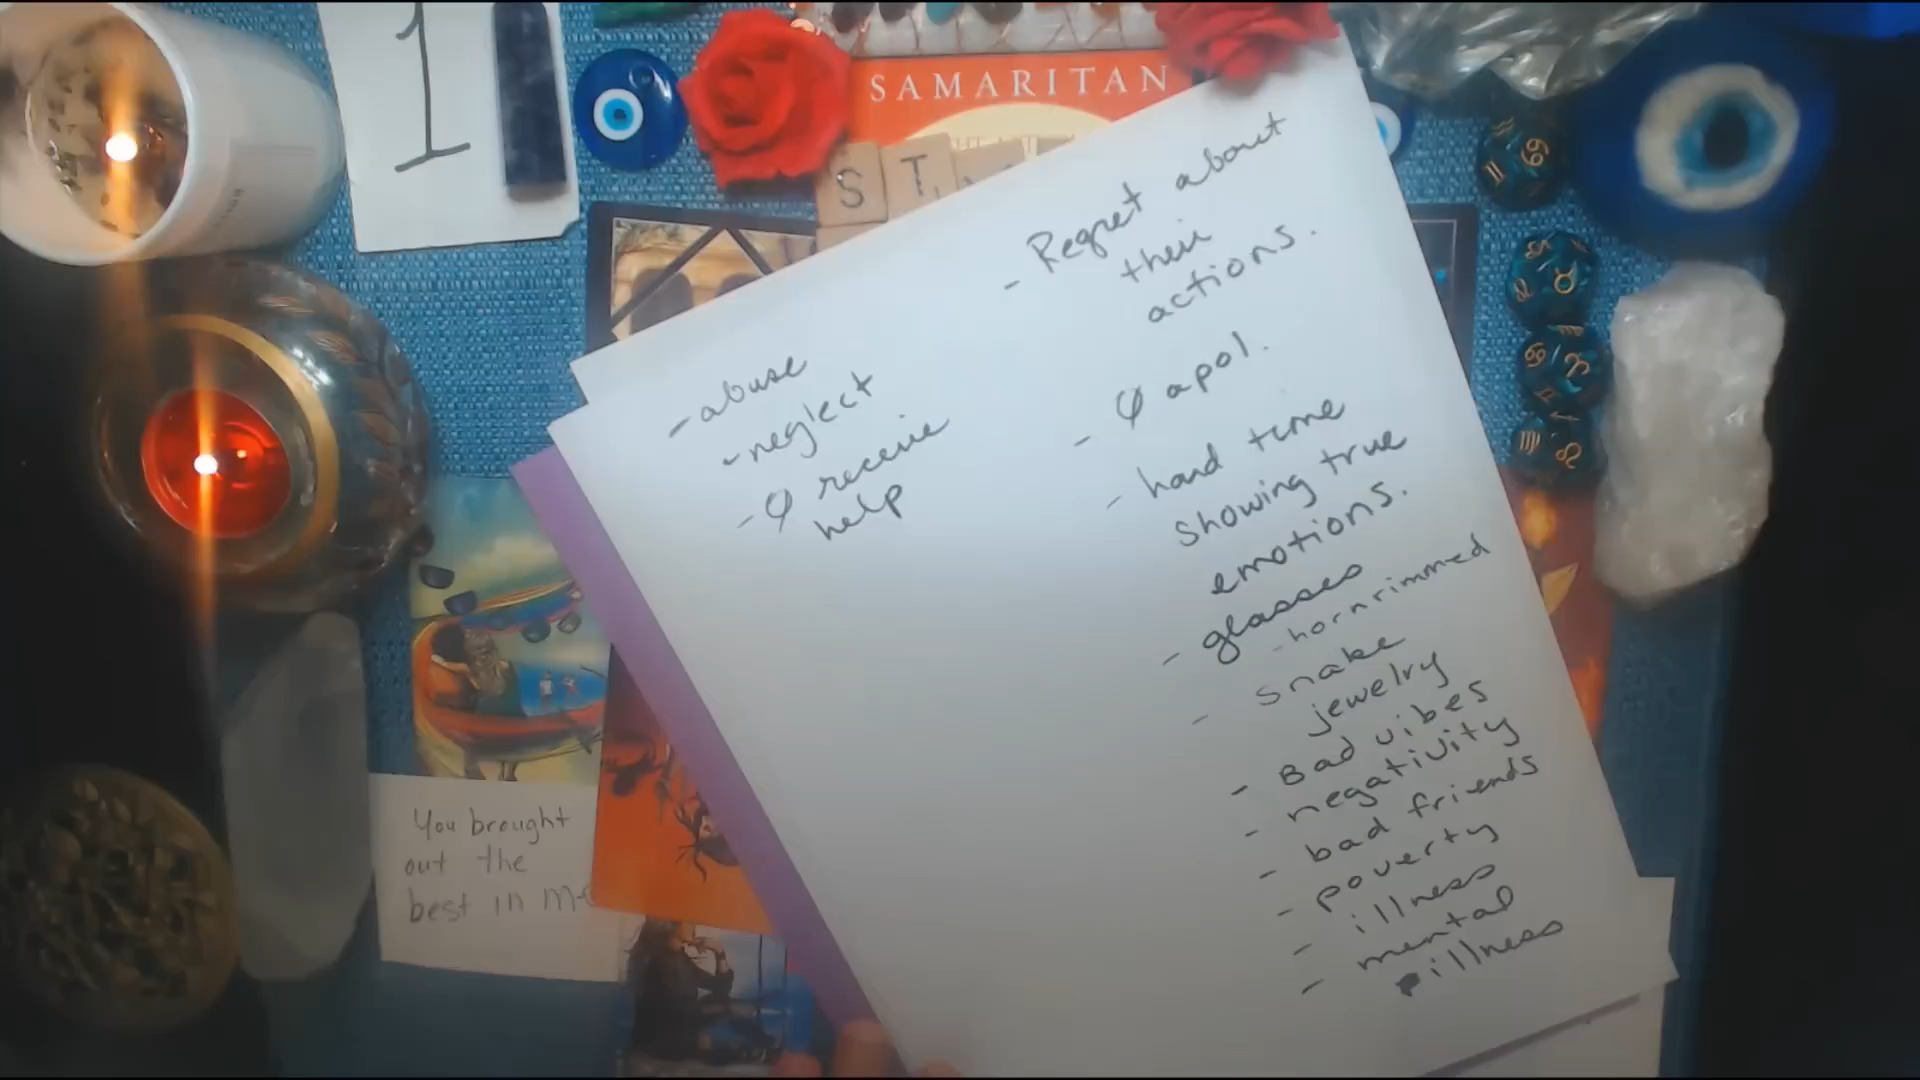 1
SAMARITAN
S T
- Regret about
their
actions.
- φ apol.
- hard time
showing true
emotions.
- glasses
- hornrimmed
- snake
jewelry
- Bad vibes
- negativity
- bad friends
- poverty
- illness
- mental
illness
- abuse
- neglect
- φ receive
help
You brought
out the
best in me